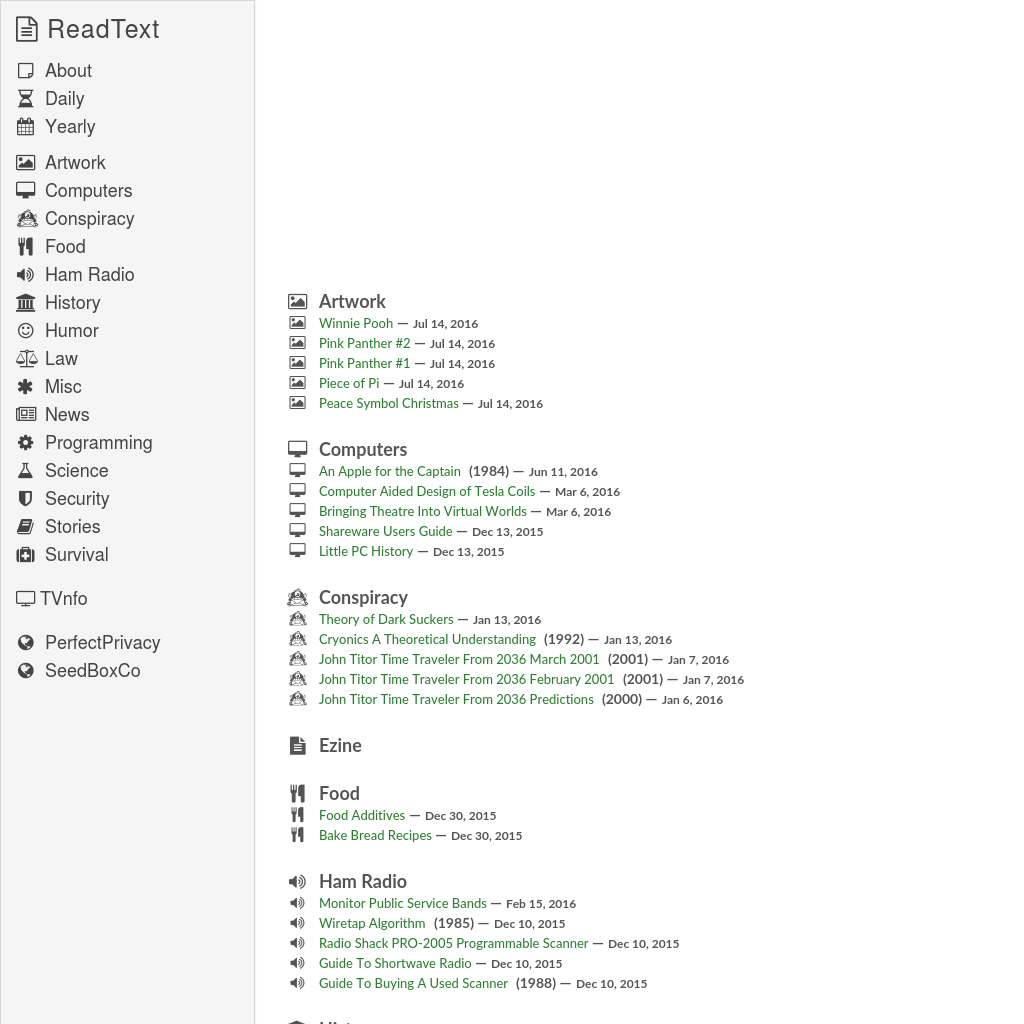 ReadText
About
Daily
Yearly
Artwork
Computers
Conspiracy
Food
Ham Radio
History
Humor
Law
Misc
News
Programming
Science
Security
Stories
Survival
TVnfo
PerfectPrivacy
SeedBoxCo
Artwork
Winnie Pooh — Jul 14, 2016
Pink Panther #2 — Jul 14, 2016
Pink Panther #1 — Jul 14, 2016
Piece of Pi — Jul 14, 2016
Peace Symbol Christmas — Jul 14, 2016
Computers
An Apple for the Captain (1984) — Jun 11, 2016
Computer Aided Design of Tesla Coils — Mar 6, 2016
Bringing Theatre Into Virtual Worlds — Mar 6, 2016
Shareware Users Guide — Dec 13, 2015
Little PC History — Dec 13, 2015
Conspiracy
Theory of Dark Suckers — Jan 13, 2016
Cryonics A Theoretical Understanding (1992) — Jan 13, 2016
John Titor Time Traveler From 2036 March 2001 (2001) — Jan 7, 2016
John Titor Time Traveler From 2036 February 2001 (2001) — Jan 7, 2016
John Titor Time Traveler From 2036 Predictions (2000) — Jan 6, 2016
Ezine
Food
Food Additives — Dec 30, 2015
Bake Bread Recipes — Dec 30, 2015
Ham Radio
Monitor Public Service Bands — Feb 15, 2016
Wiretap Algorithm (1985) — Dec 10, 2015
Radio Shack PRO-2005 Programmable Scanner — Dec 10, 2015
Guide To Shortwave Radio — Dec 10, 2015
Guide To Buying A Used Scanner (1988) — Dec 10, 2015